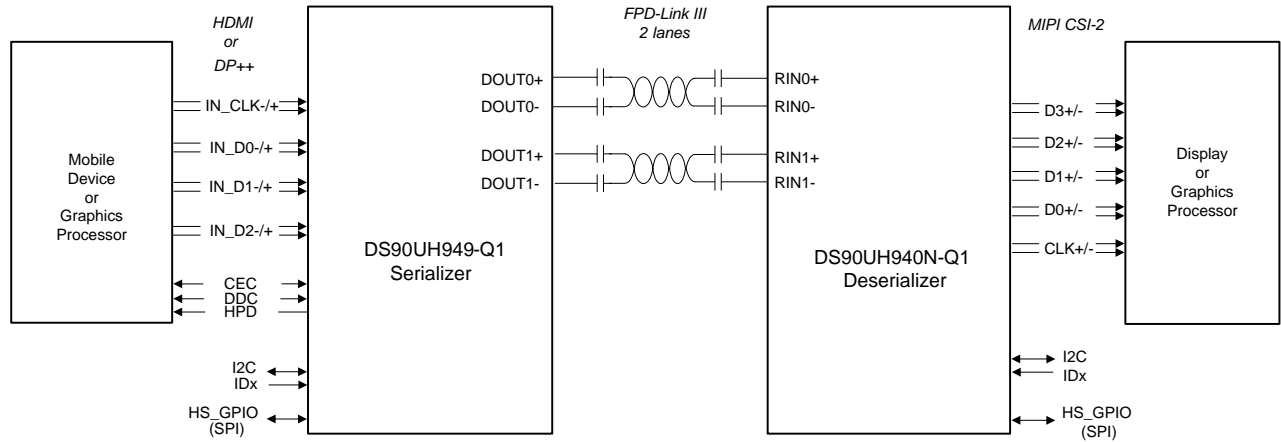 HDMI
or
DP++
FPD-Link III
2 lanes
MIPI CSI-2
Mobile
Device
or
Graphics
Processor
IN_CLK-/+
IN_D0-/+
IN_D1-/+
IN_D2-/+
CEC
DDC
HPD
I2C
IDx
HS_GPIO
(SPI)
DOUT0+
DOUT0-
DOUT1+
DOUT1-
DS90UH949-Q1
Serializer
RIN0+
RIN0-
RIN1+
RIN1-
DS90UH940N-Q1
Deserializer
D3+/-
D2+/-
D1+/-
D0+/-
CLK+/-
I2C
IDx
HS_GPIO
(SPI)
Display
or
Graphics
Processor